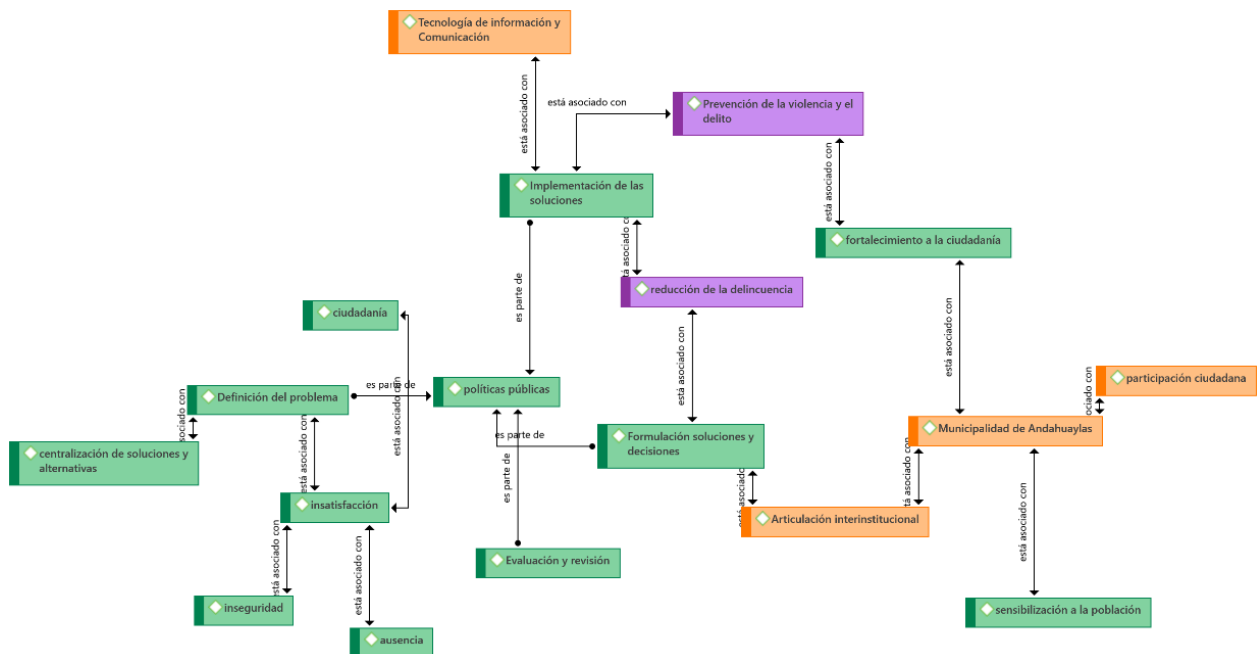 Tecnología de información y
Comunicación
está asociado con
está asociado con
Prevención de la violencia y el
delito
está asociado con
Implementación de las
soluciones
fortalecimiento a la ciudadanía
está asociado con
es parte de
reducción de la delincuencia
ciudadanía
está asociado con
está asociado con
participación ciudadana
es parte de
políticas públicas
Definición del problema
está asociado con
asociado con
Municipalidad de Andahuaylas
sociado con
centralización de soluciones y
alternativas
está asociado con
es parte de
Formulación soluciones y
decisiones
está asociado con
es parte de
está asociado
insatisfacción
Articulación interinstitucional
está asociado con
está asociado con
está asociado con
Evaluación y revisión
inseguridad
está asociado con
sensibilización a la población
ausencia